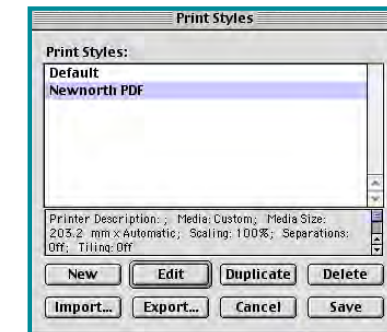 Print Styles
Print Styles:
Default
Newnorth PDF
Printer Description: ; Media: Custom; Media Size:
203.2 mm x Automatic; Scaling: 100%; Separations:
Off; Tiling: Off
New Edit Duplicate Delete
Import... Export... Cancel Save